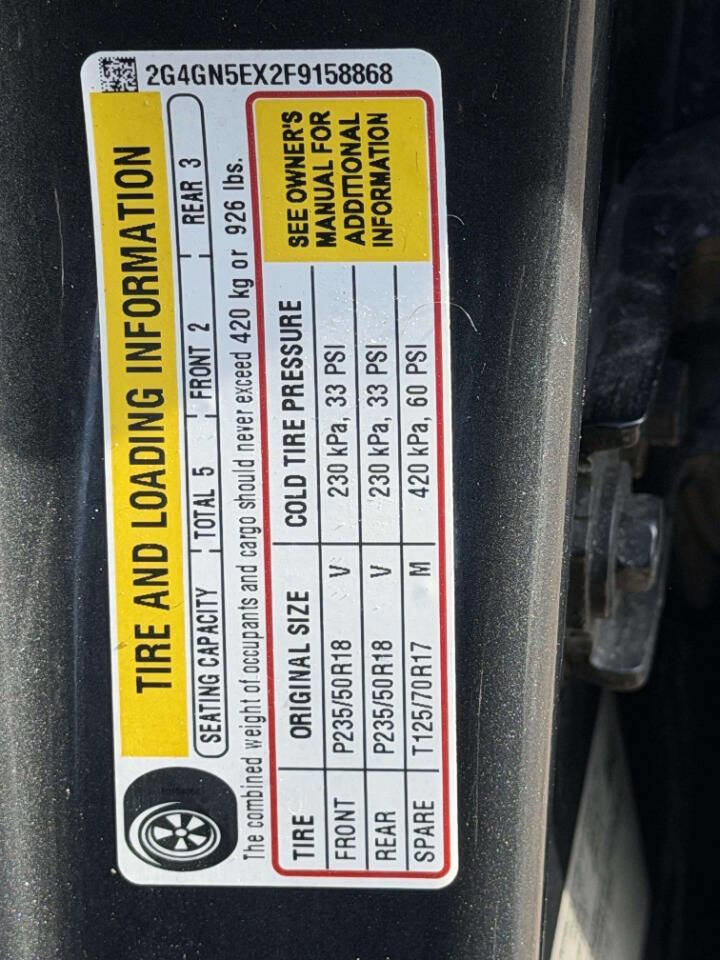 2G4GN5EX2F9158868
TIRE AND LOADING INFORMATION
SEATING CAPACITY TOTAL 5 FRONT 2 REAR 3
The combined weight of occupants and cargo should never exceed 420 kg or 926 lbs.
TIRE ORIGINAL SIZE COLD TIRE PRESSURE
FRONT P235/50R18 V 230 kPa, 33 PSI
REAR P235/50R18 V 230 kPa, 33 PSI
SPARE T125/70R17 M 420 kPa, 60 PSI
SEE OWNER'S
MANUAL FOR
ADDITIONAL
INFORMATION